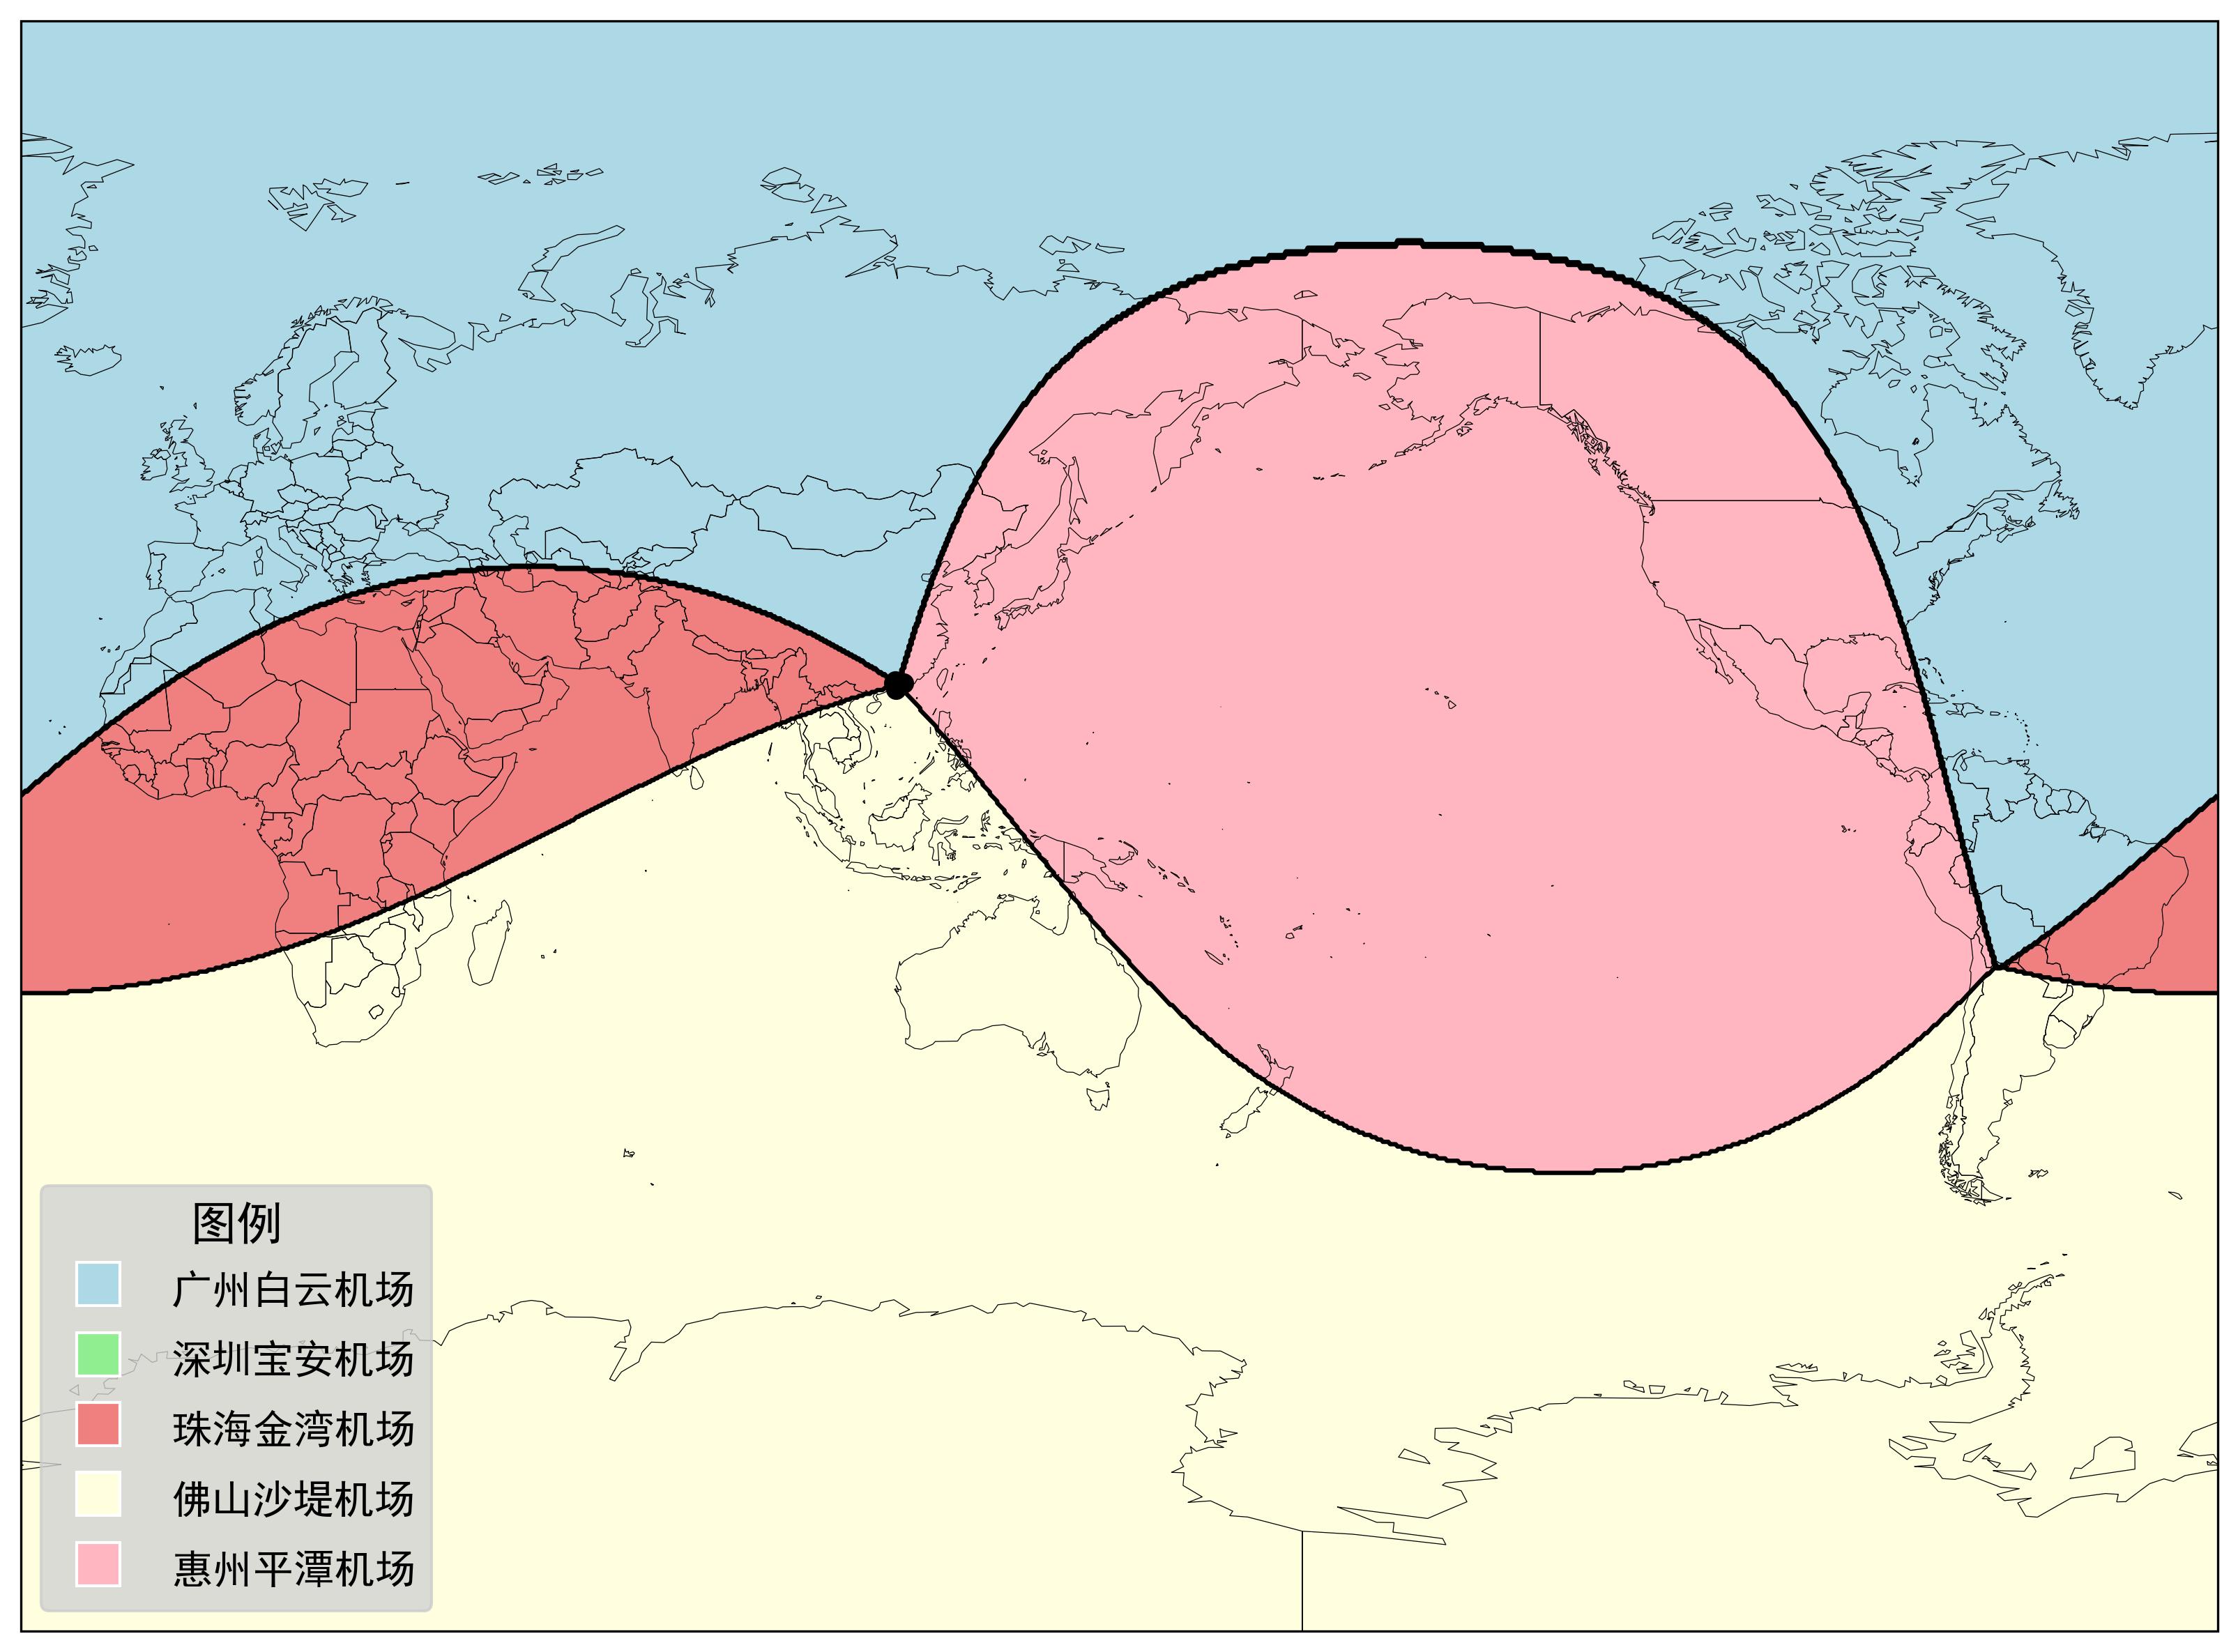 图例
广州白云机场
深圳宝安机场
珠海金湾机场
佛山沙堤机场
惠州平潭机场